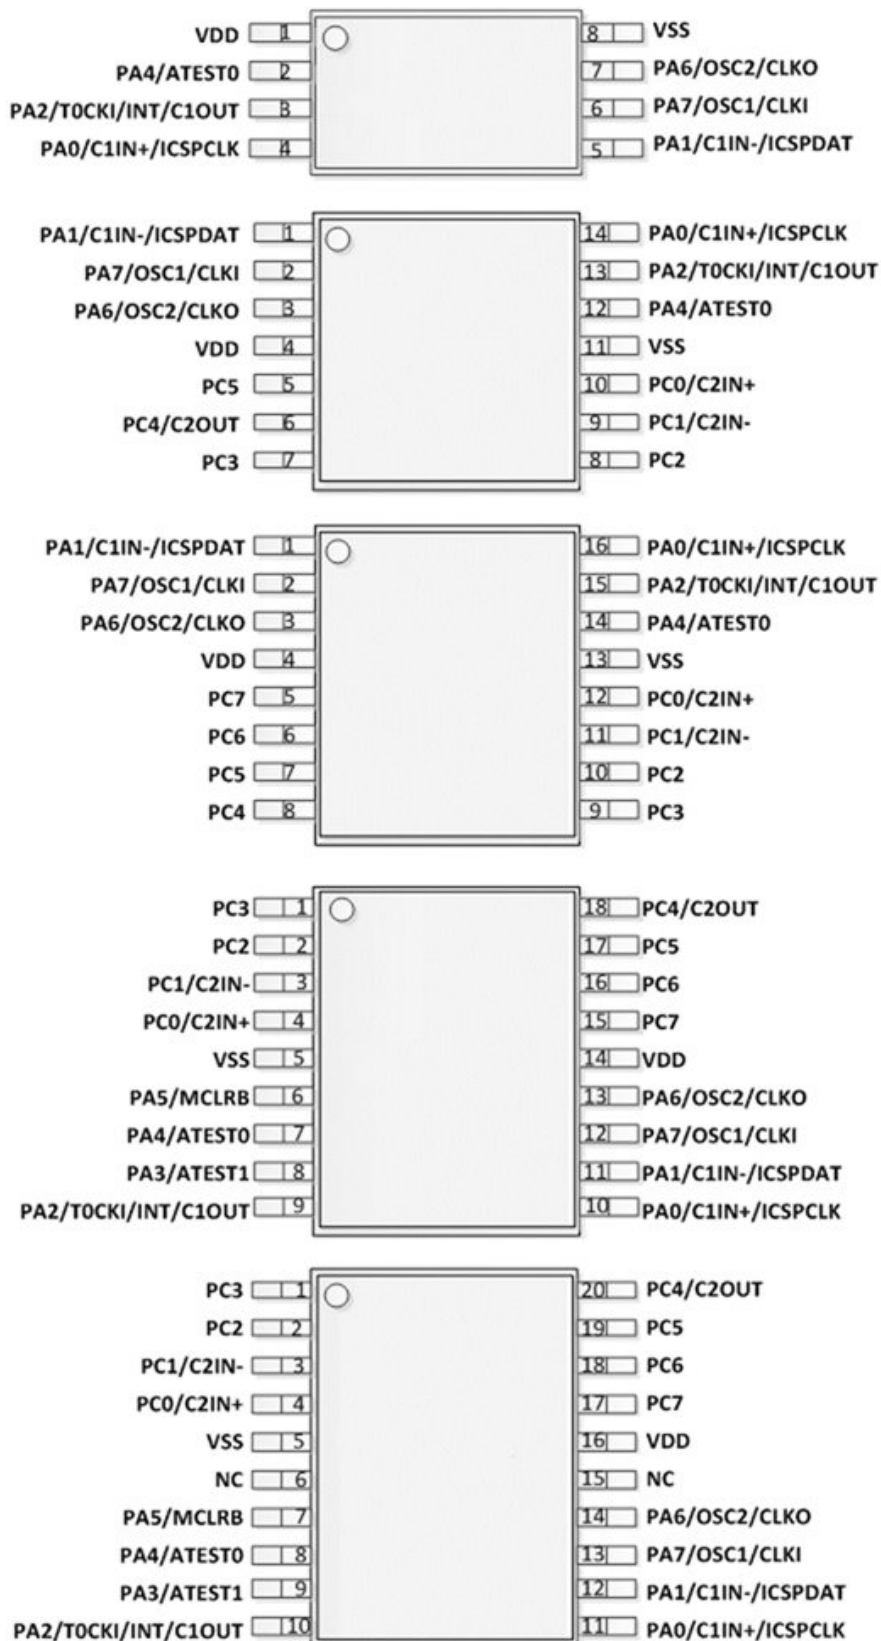 VDD 1 8 VSS
PA4/ATEST0 2 7 PA6/OSC2/CLKO
PA2/T0CKI/INT/C1OUT 3 6 PA7/OSC1/CLKI
PA0/C1IN+/ICSPCLK 4 5 PA1/C1IN-/ICSPDAT
PA1/C1IN-/ICSPDAT 1 14 PA0/C1IN+/ICSPCLK
PA7/OSC1/CLKI 2 13 PA2/T0CKI/INT/C1OUT
PA6/OSC2/CLKO 3 12 PA4/ATEST0
VDD 4 11 VSS
PC5 5 10 PC0/C2IN+
PC4/C2OUT 6 9 PC1/C2IN-
PC3 7 8 PC2
PA1/C1IN-/ICSPDAT 1 16 PA0/C1IN+/ICSPCLK
PA7/OSC1/CLKI 2 15 PA2/T0CKI/INT/C1OUT
PA6/OSC2/CLKO 3 14 PA4/ATEST0
VDD 4 13 VSS
PC7 5 12 PC0/C2IN+
PC6 6 11 PC1/C2IN-
PC5 7 10 PC2
PC4 8 9 PC3
PC3 1 18 PC4/C2OUT
PC2 2 17 PC5
PC1/C2IN- 3 16 PC6
PC0/C2IN+ 4 15 PC7
VSS 5 14 VDD
PA5/MCLRB 6 13 PA6/OSC2/CLKO
PA4/ATEST0 7 12 PA7/OSC1/CLKI
PA3/ATEST1 8 11 PA1/C1IN-/ICSPDAT
PA2/T0CKI/INT/C1OUT 9 10 PA0/C1IN+/ICSPCLK
PC3 1 20 PC4/C2OUT
PC2 2 19 PC5
PC1/C2IN- 3 18 PC6
PC0/C2IN+ 4 17 PC7
VSS 5 16 VDD
NC 6 15 NC
PA5/MCLRB 7 14 PA6/OSC2/CLKO
PA4/ATEST0 8 13 PA7/OSC1/CLKI
PA3/ATEST1 9 12 PA1/C1IN-/ICSPDAT
PA2/T0CKI/INT/C1OUT 10 11 PA0/C1IN+/ICSPCLK